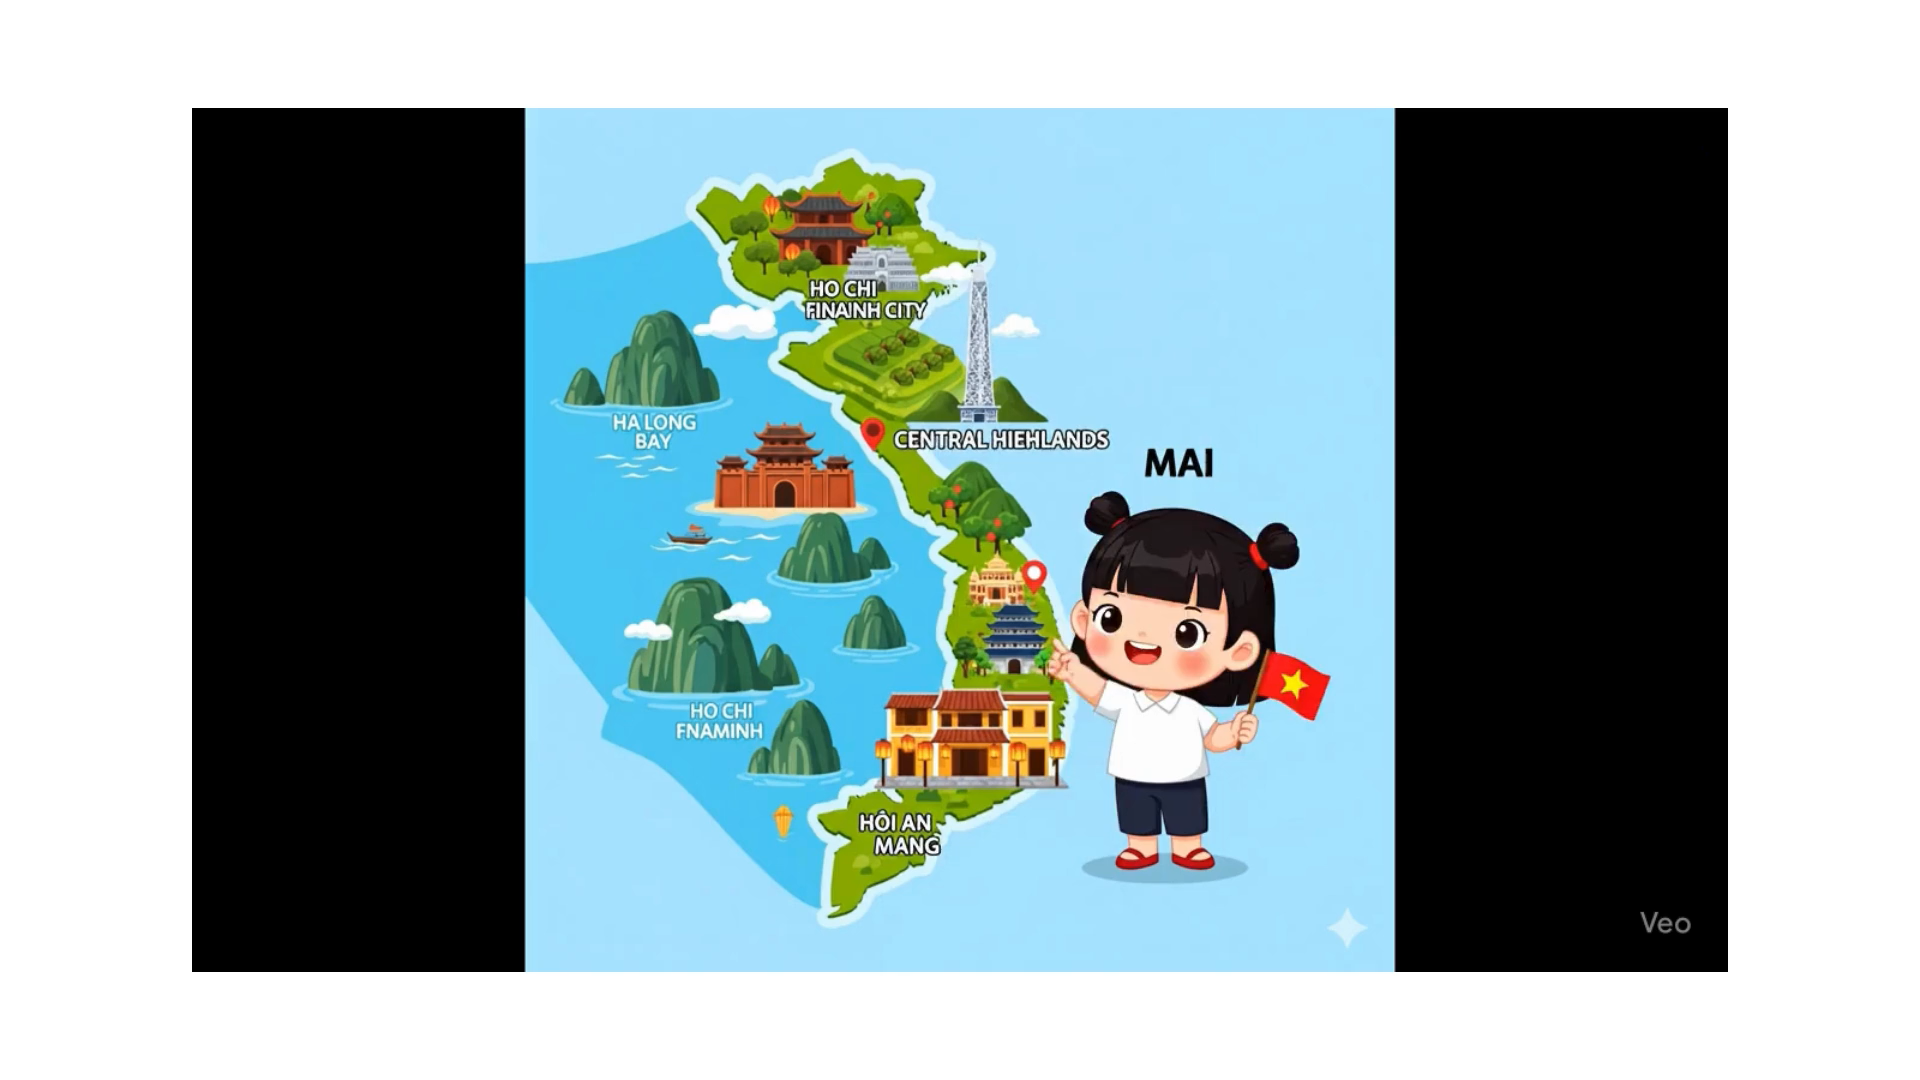 HO CHI
FINAINH CITY
HA LONG
BAY
CENTRAL HIEHLANDS
MAI
HO CHI
FNAMINH
HÔI AN
MANG
Veo